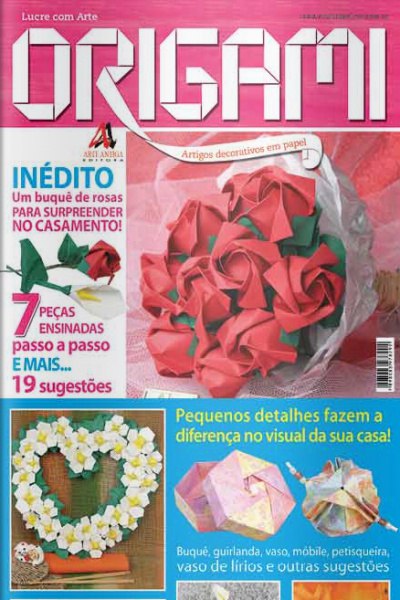 Lucre com Arte
ORIGAMI
ARTE ANTIGA
EDITORA
Artigos decorativos em papel
INÉDITO
Um buquê de rosas
PARA SURPREENDER
NO CASAMENTO!
7 PEÇAS
ENSINADAS
passo a passo
E MAIS...
19 sugestões
Pequenos detalhes fazem a
diferença no visual da sua casa!
Buquê, guirlanda, vaso, móbile, petisqueira,
vaso de lírios e outras sugestões